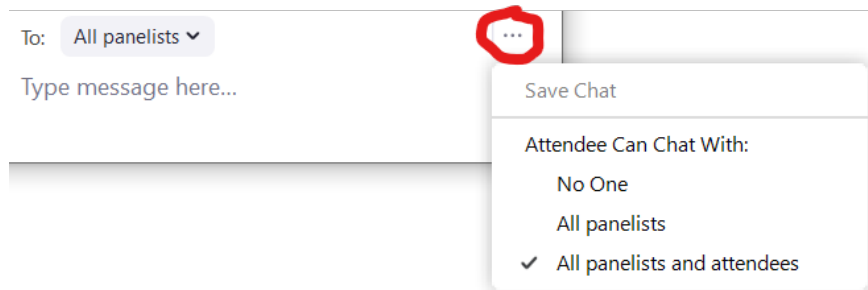 To: All panelists
...
Type message here...
Save Chat
Attendee Can Chat With:
No One
All panelists
✓ All panelists and attendees